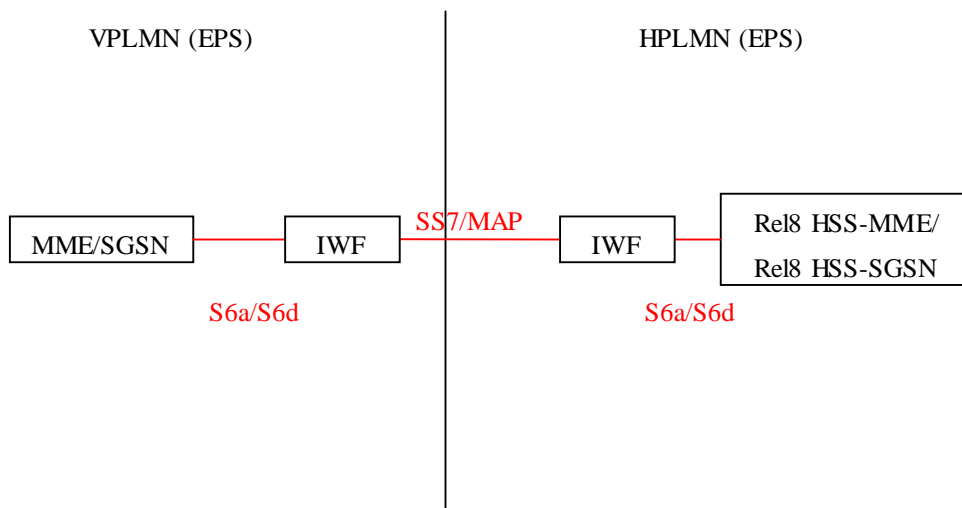 VPLMN (EPS)
HPLMN (EPS)
MME/SGSN
IWF
SS7/MAP
IWF
Rel8 HSS-MME/
Rel8 HSS-SGSN
S6a/S6d
S6a/S6d